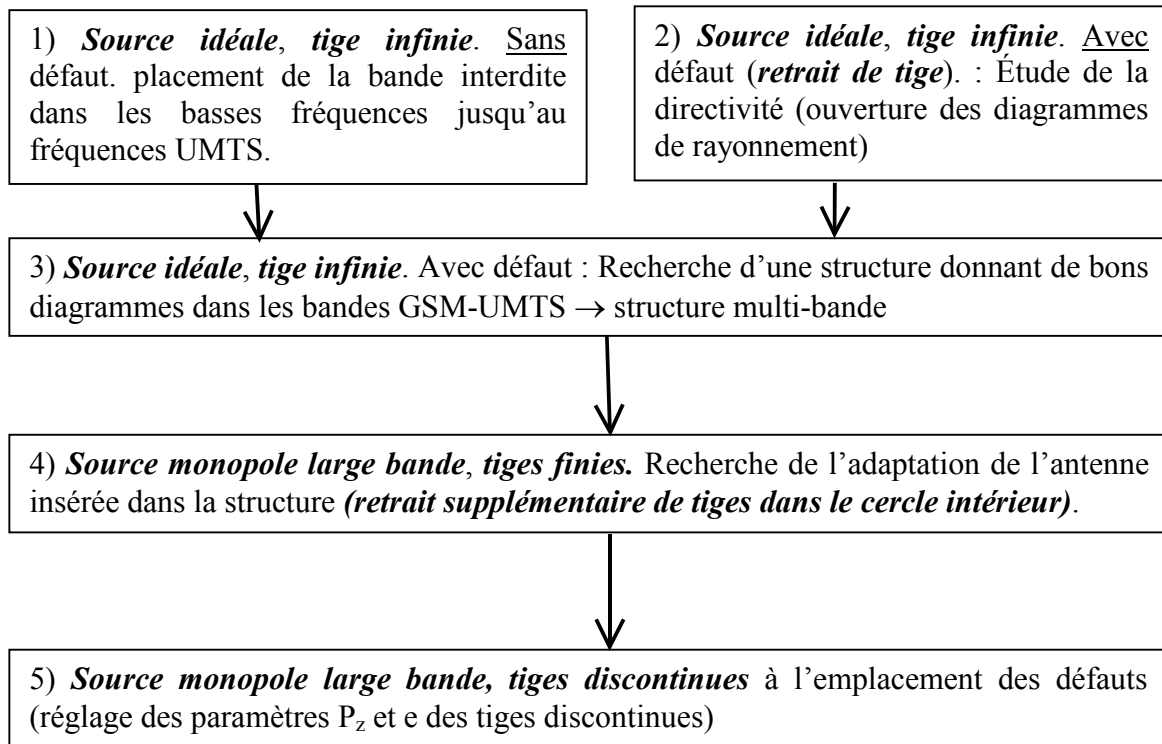 1) Source idéale, tige infinie. Sans
défaut. placement de la bande interdite
dans les basses fréquences jusqu’au
fréquences UMTS.
2) Source idéale, tige infinie. Avec
défaut (retrait de tige). : Étude de la
directivité (ouverture des diagrammes
de rayonnement)
3) Source idéale, tige infinie. Avec défaut : Recherche d’une structure donnant de bons
diagrammes dans les bandes GSM-UMTS → structure multi-bande
4) Source monopole large bande, tiges finies. Recherche de l’adaptation de l’antenne
insérée dans la structure (retrait supplémentaire de tiges dans le cercle intérieur).
5) Source monopole large bande, tiges discontinues à l’emplacement des défauts
(réglage des paramètres Pz et e des tiges discontinues)